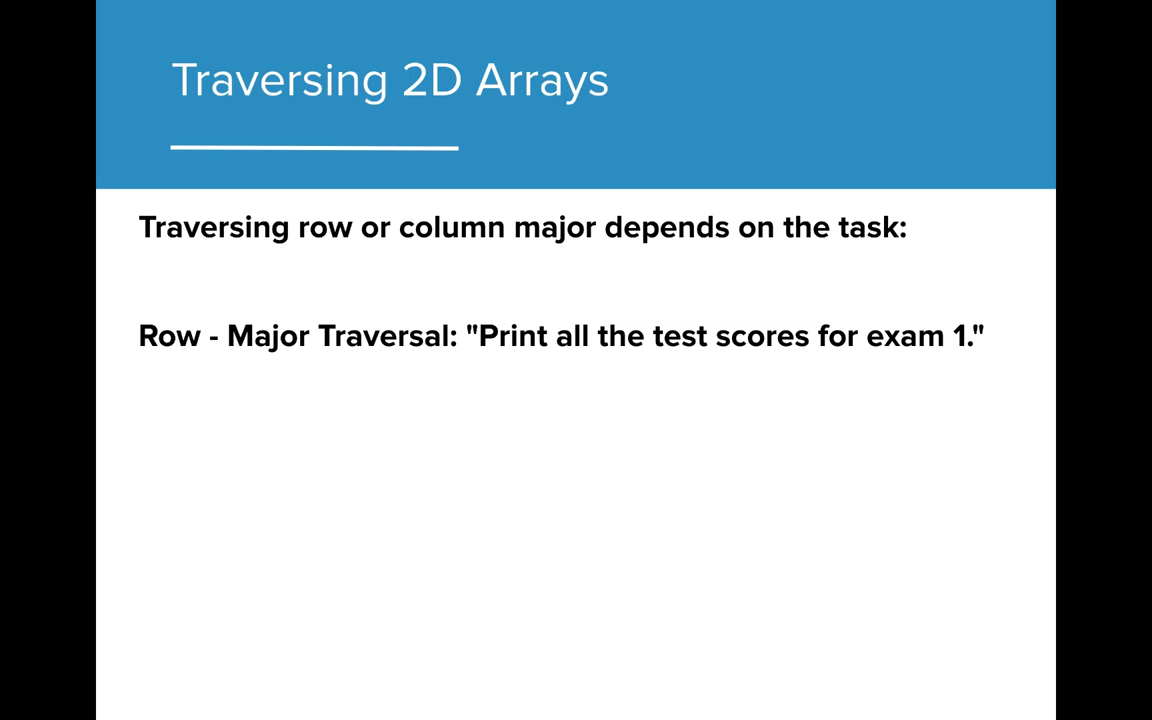 Traversing 2D Arrays
Traversing row or column major depends on the task:
Row - Major Traversal: "Print all the test scores for exam 1."